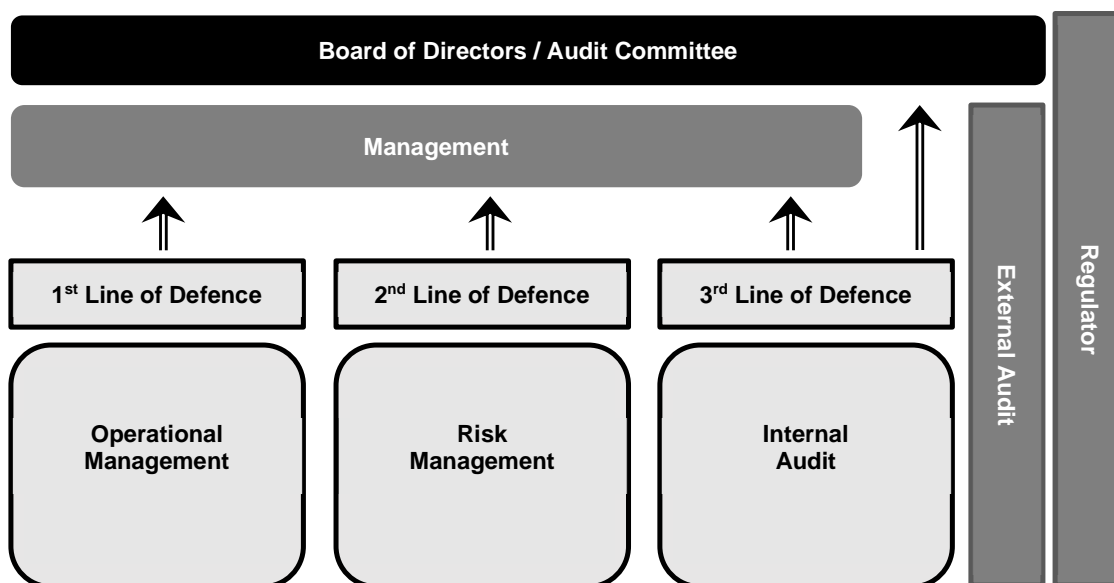 Board of Directors / Audit Committee
Management
1st Line of Defence
2nd Line of Defence
3rd Line of Defence
Operational
Management
Risk
Management
Internal
Audit
External Audit
Regulator